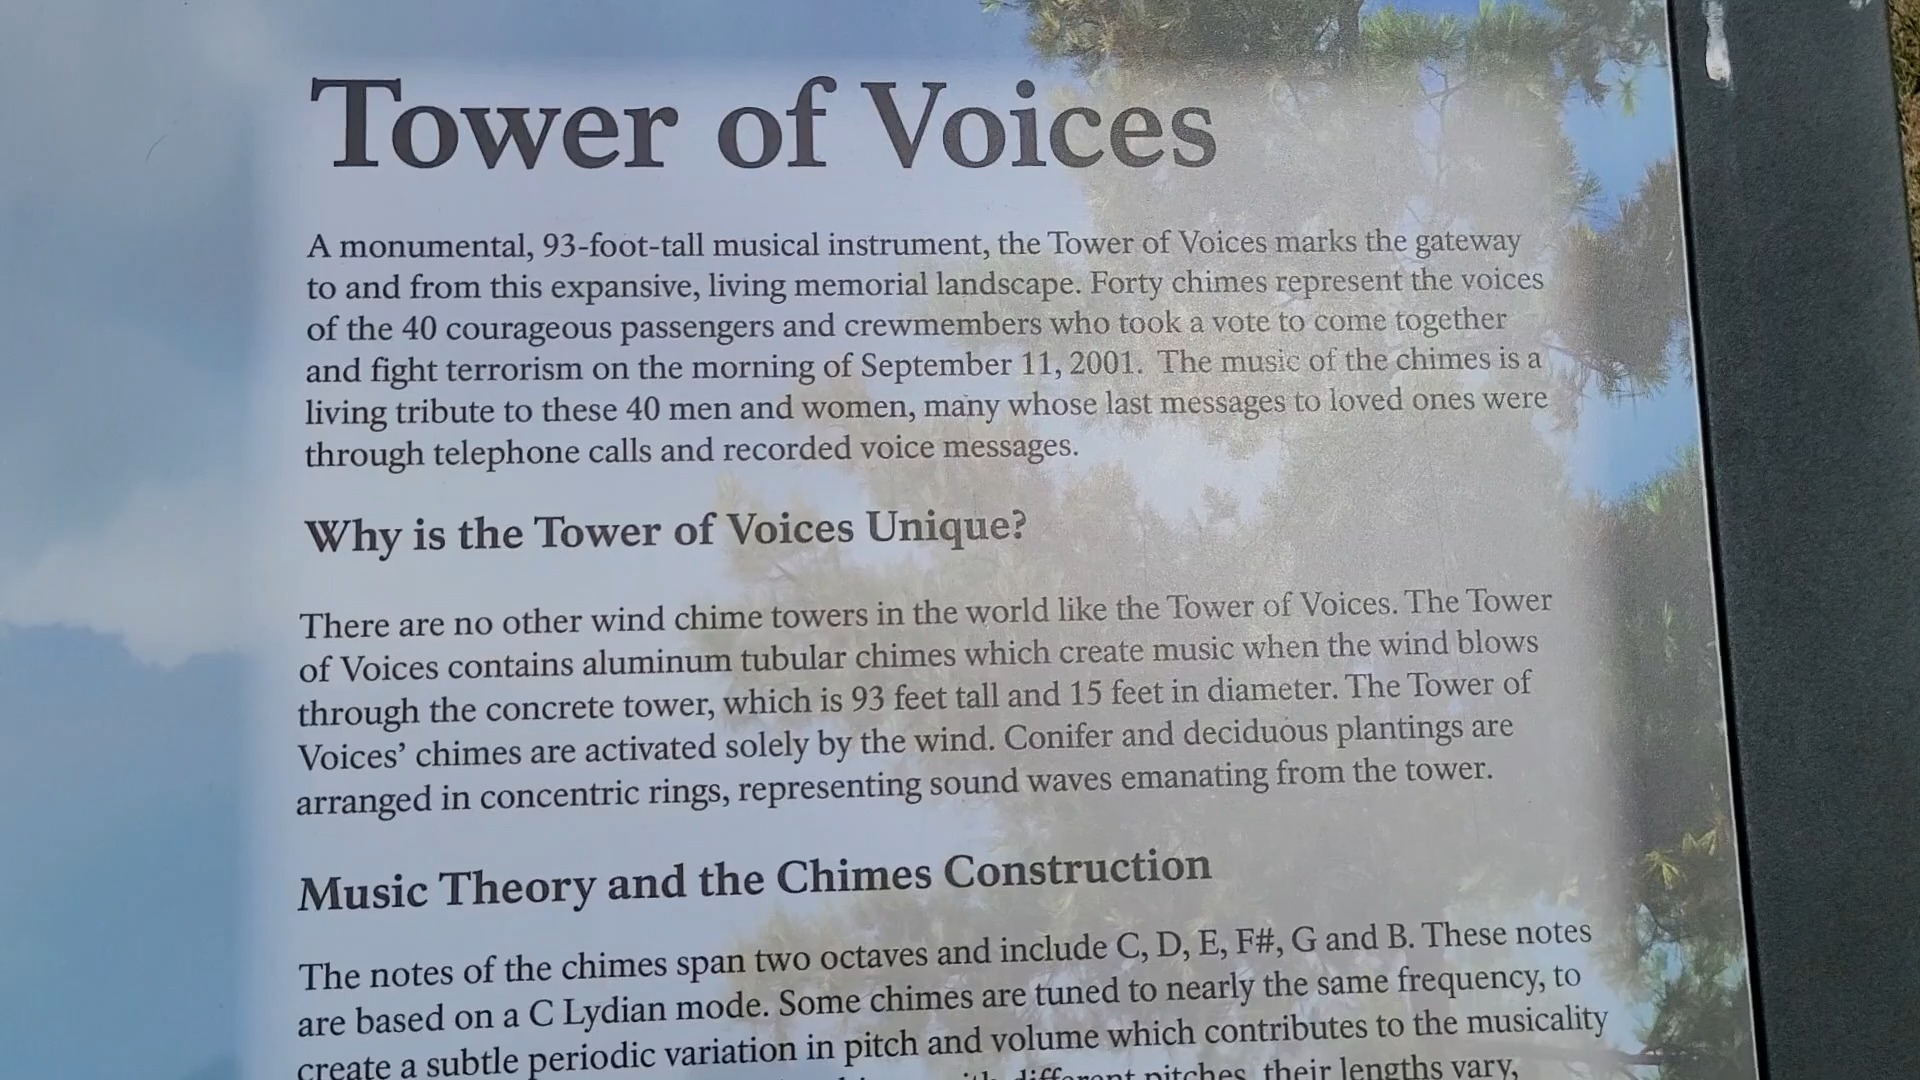 Tower of Voices
A monumental, 93-foot-tall musical instrument, the Tower of Voices marks the gateway
to and from this expansive, living memorial landscape. Forty chimes represent the voices
of the 40 courageous passengers and crewmembers who took a vote to come together
and fight terrorism on the morning of September 11, 2001. The music of the chimes is a
living tribute to these 40 men and women, many whose last messages to loved ones were
through telephone calls and recorded voice messages.
Why is the Tower of Voices Unique?
There are no other wind chime towers in the world like the Tower of Voices. The Tower
of Voices contains aluminum tubular chimes which create music when the wind blows
through the concrete tower, which is 93 feet tall and 15 feet in diameter. The Tower of
Voices’ chimes are activated solely by the wind. Conifer and deciduous plantings are
arranged in concentric rings, representing sound waves emanating from the tower.
Music Theory and the Chimes Construction
The notes of the chimes span two octaves and include C, D, E, F#, G and B. These notes
are based on a C Lydian mode. Some chimes are tuned to nearly the same frequency, to
create a subtle periodic variation in pitch and volume which contributes to the musicality
different pitches, their lengths vary,